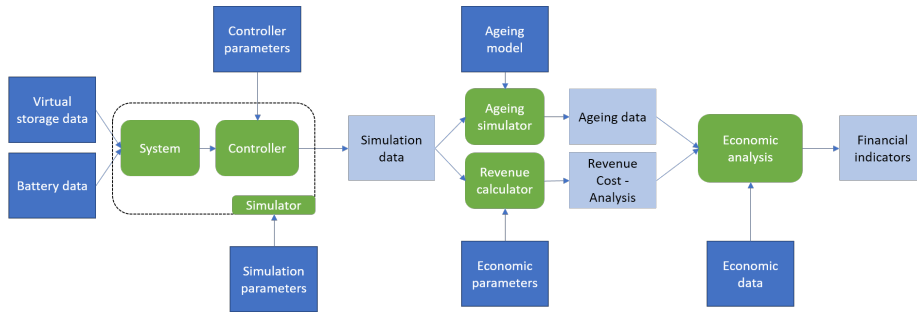 Controller
parameters
Ageing
model
Virtual
storage data
Battery data
System
Controller
Simulator
Simulation
parameters
Simulation
data
Ageing
simulator
Revenue
calculator
Ageing data
Revenue
Cost -
Analysis
Economic
parameters
Economic
analysis
Economic
data
Financial
indicators